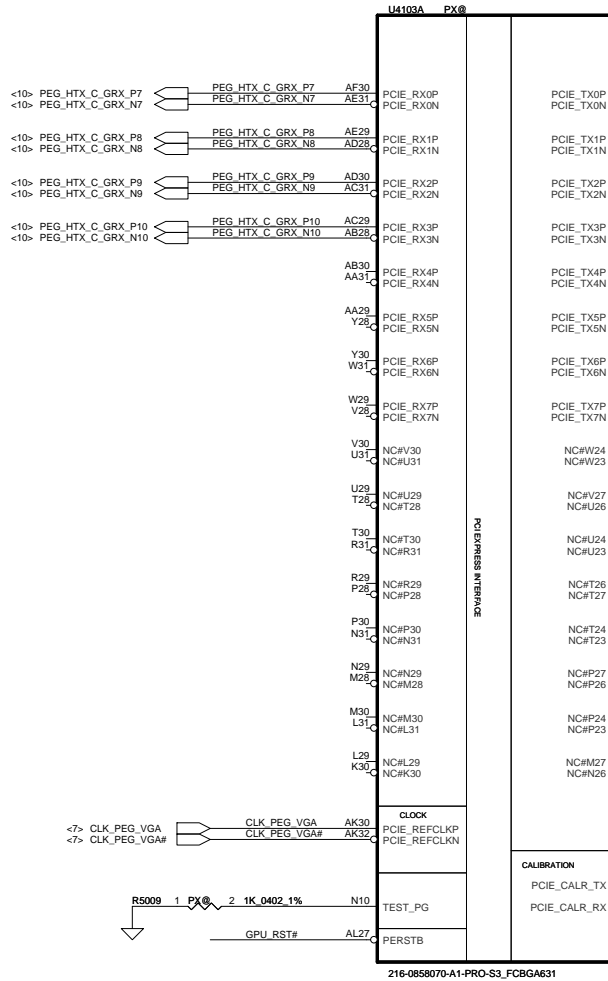 U4103A PX@
<10> PEG_HTX_C_GRX_P7 PEG_HTX_C_GRX_P7 AF30 PCIE_RX0P PCIE_TX0P
<10> PEG_HTX_C_GRX_N7 PEG_HTX_C_GRX_N7 AE31 PCIE_RX0N PCIE_TX0N
<10> PEG_HTX_C_GRX_P8 PEG_HTX_C_GRX_P8 AE29 PCIE_RX1P PCIE_TX1P
<10> PEG_HTX_C_GRX_N8 PEG_HTX_C_GRX_N8 AD28 PCIE_RX1N PCIE_TX1N
<10> PEG_HTX_C_GRX_P9 PEG_HTX_C_GRX_P9 AD30 PCIE_RX2P PCIE_TX2P
<10> PEG_HTX_C_GRX_N9 PEG_HTX_C_GRX_N9 AC31 PCIE_RX2N PCIE_TX2N
<10> PEG_HTX_C_GRX_P10 PEG_HTX_C_GRX_P10 AC29 PCIE_RX3P PCIE_TX3P
<10> PEG_HTX_C_GRX_N10 PEG_HTX_C_GRX_N10 AB28 PCIE_RX3N PCIE_TX3N
AB30 PCIE_RX4P PCIE_TX4P
AA31 PCIE_RX4N PCIE_TX4N
AA29 PCIE_RX5P PCIE_TX5P
Y28 PCIE_RX5N PCIE_TX5N
Y30 PCIE_RX6P PCIE_TX6P
W31 PCIE_RX6N PCIE_TX6N
W29 PCIE_RX7P PCIE_TX7P
V28 PCIE_RX7N PCIE_TX7N
V30 NC#V30 NC#W24
U31 NC#U31 NC#W23
U29 NC#U29 NC#V27
T28 NC#T28 NC#U26
T30 NC#T30 NC#U24
R31 NC#R31 NC#U23
PCI EXPRESS INTERFACE
R29 NC#R29 NC#T26
P28 NC#P28 NC#T27
P30 NC#P30 NC#T24
N31 NC#N31 NC#T23
N29 NC#N29 NC#P27
M28 NC#M28 NC#P26
M30 NC#M30 NC#P24
L31 NC#L31 NC#P23
L29 NC#L29 NC#M27
K30 NC#K30 NC#N26
CLOCK
<7> CLK_PEG_VGA CLK_PEG_VGA AK30 PCIE_REFCLKP
<7> CLK_PEG_VGA# CLK_PEG_VGA# AK32 PCIE_REFCLKN
CALIBRATION
PCIE_CALR_TX
R5009 1 PX@ 2 1K_0402_1% N10 TEST_PG PCIE_CALR_RX
GPU_RST# AL27 PERSTB
216-0858070-A1-PRO-S3_FCBGA631